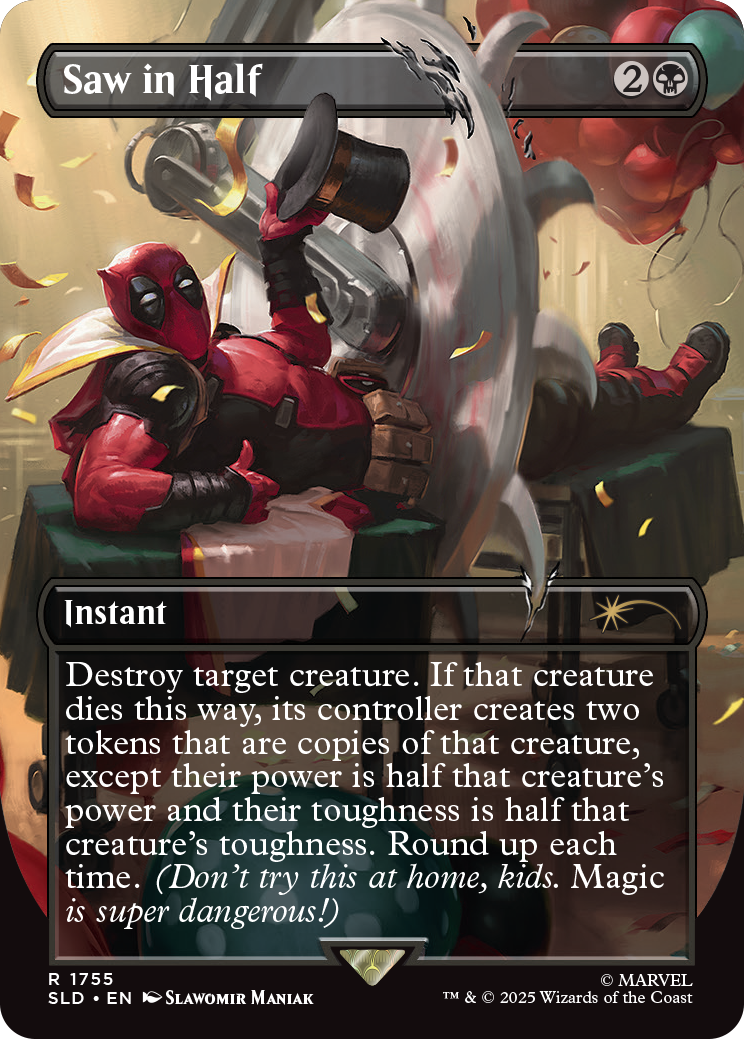 Saw in Half 2
Instant
Destroy target creature. If that creature
dies this way, its controller creates two
tokens that are copies of that creature,
except their power is half that creature's
power and their toughness is half that
creature's toughness. Round up each
time. (Don't try this at home, kids. Magic
is super dangerous!)
R 1755
SLD • EN Slawomir Maniak
© MARVEL
™ & © 2025 Wizards of the Coast